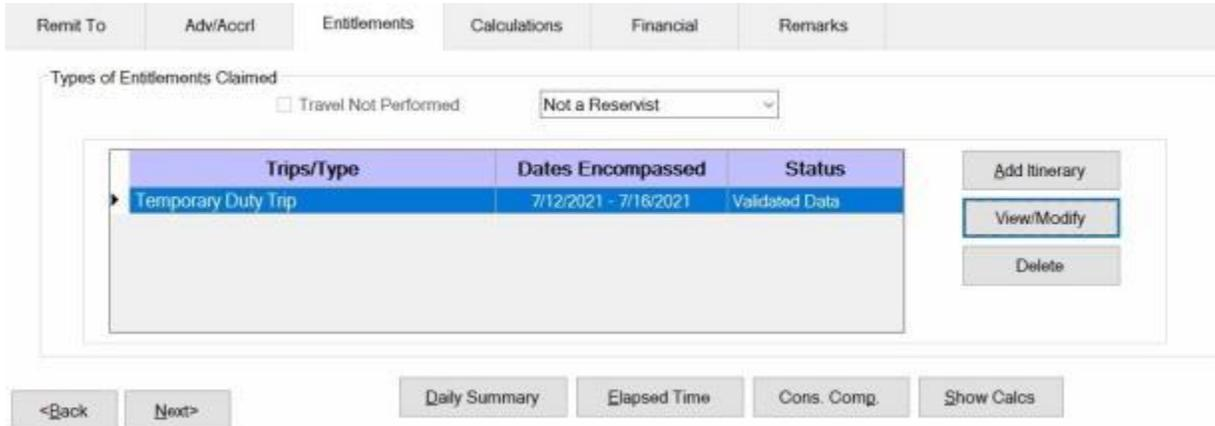 Remit To Adv/Accrl Entitlements Calculations Financial Remarks
Types of Entitlements Claimed
Travel Not Performed Not a Reservist
Trips/Type Dates Encompassed Status
Temporary Duty Trip 7/12/2021 - 7/16/2021 Validated Data
Add Itinerary
View/Modify
Delete
<Back Next> Daily Summary Elapsed Time Cons. Comp. Show Calcs